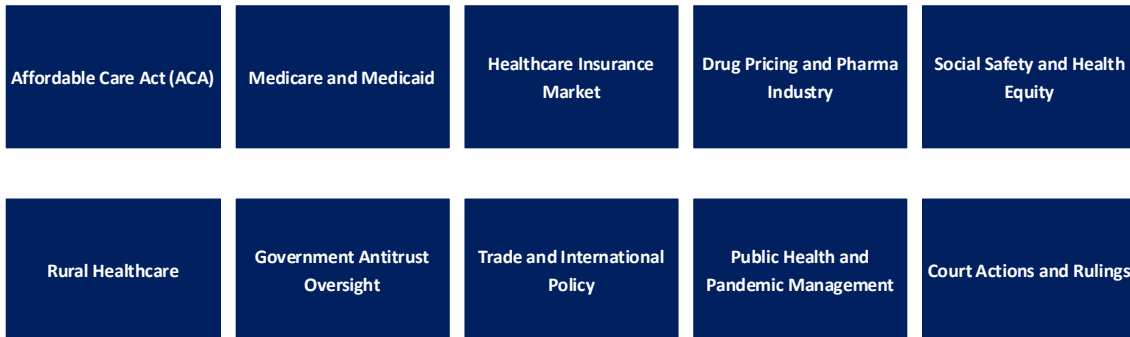 Affordable Care Act (ACA)
Medicare and Medicaid
Healthcare Insurance
Market
Drug Pricing and Pharma
Industry
Social Safety and Health
Equity
Rural Healthcare
Government Antitrust
Oversight
Trade and International
Policy
Public Health and
Pandemic Management
Court Actions and Rulings